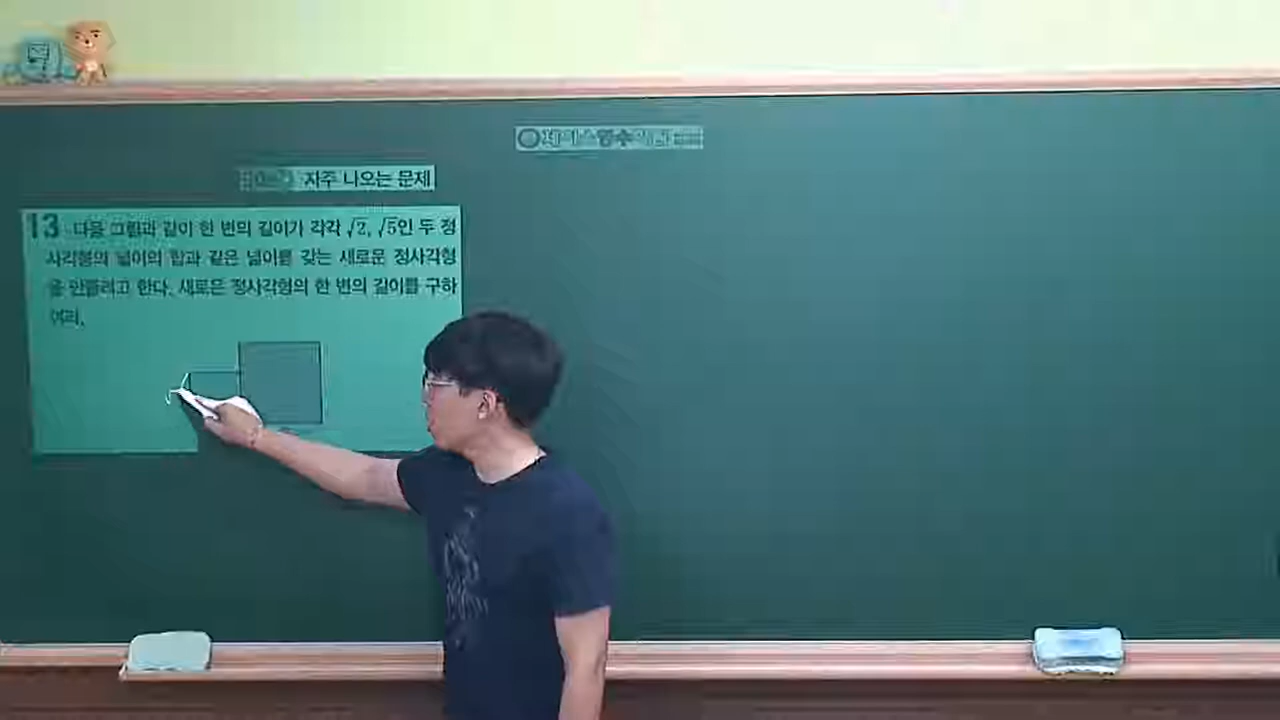 자주 나오는 문제
13 다음 그림과 같이 한 변의 길이가 각각 √2, √5인 두 정
사각형의 넓이의 합과 같은 넓이를 갖는 새로운 정사각형
을 만들려고 한다. 새로운 정사각형의 한 변의 길이를 구하
여라.